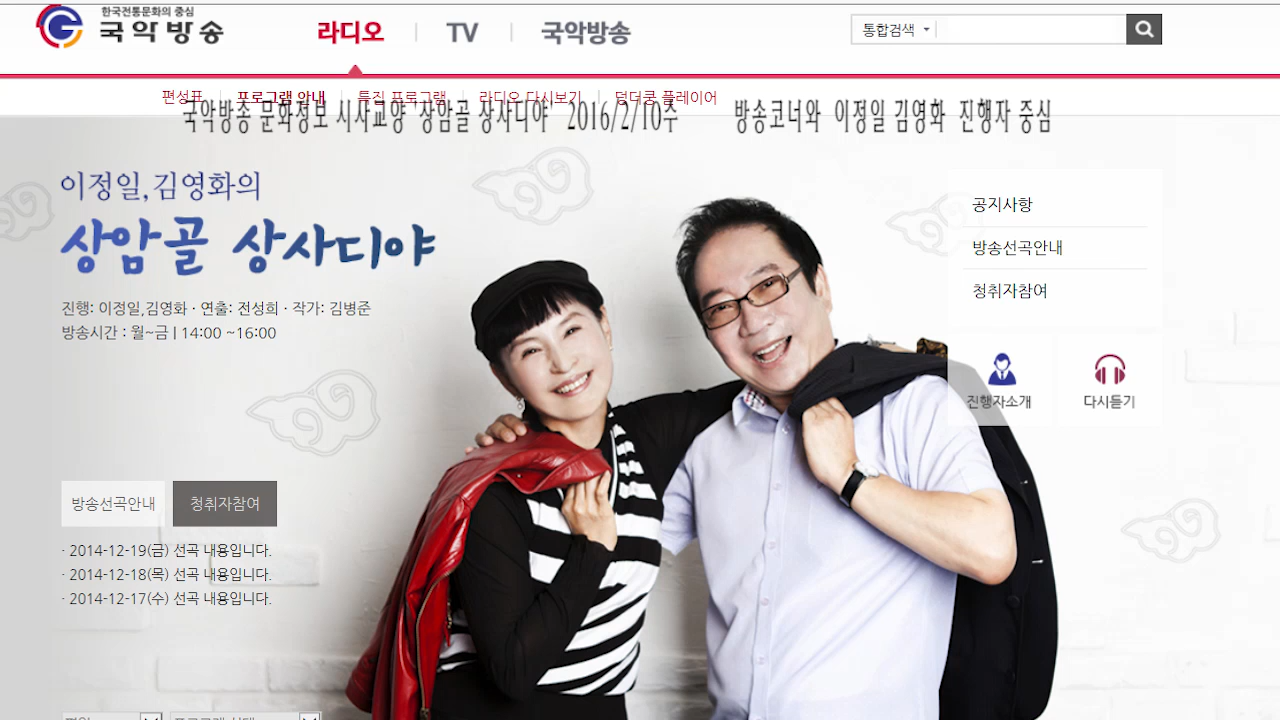 한국전통문화의 중심
국악방송
라디오 TV 국악방송
통합검색
편성표 프로그램 안내 특집 프로그램 라디오 다시보기 덩더쿵 플레이어
국악방송 문화정보 시사교양 상암골 상사디야 2016/2/10수 방송코너와 이정일 김영화 진행자 중심
이정일,김영화의
상암골 상사디야
진행: 이정일,김영화 · 연출: 전성희 · 작가: 김병준
방송시간 : 월~금 | 14:00 ~16:00
공지사항
방송선곡안내
청취자참여
진행자소개 다시듣기
방송선곡안내 청취자참여
· 2014-12-19(금) 선곡 내용입니다.
· 2014-12-18(목) 선곡 내용입니다.
· 2014-12-17(수) 선곡 내용입니다.